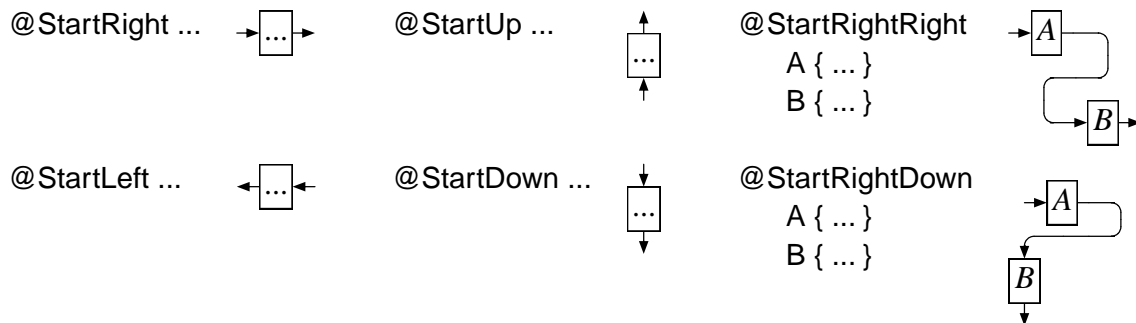 @StartRight ...
...
@StartUp ...
...
@StartRightRight
A { ... }
B { ... }
A
B
@StartLeft ...
...
@StartDown ...
...
@StartRightDown
A { ... }
B { ... }
A
B